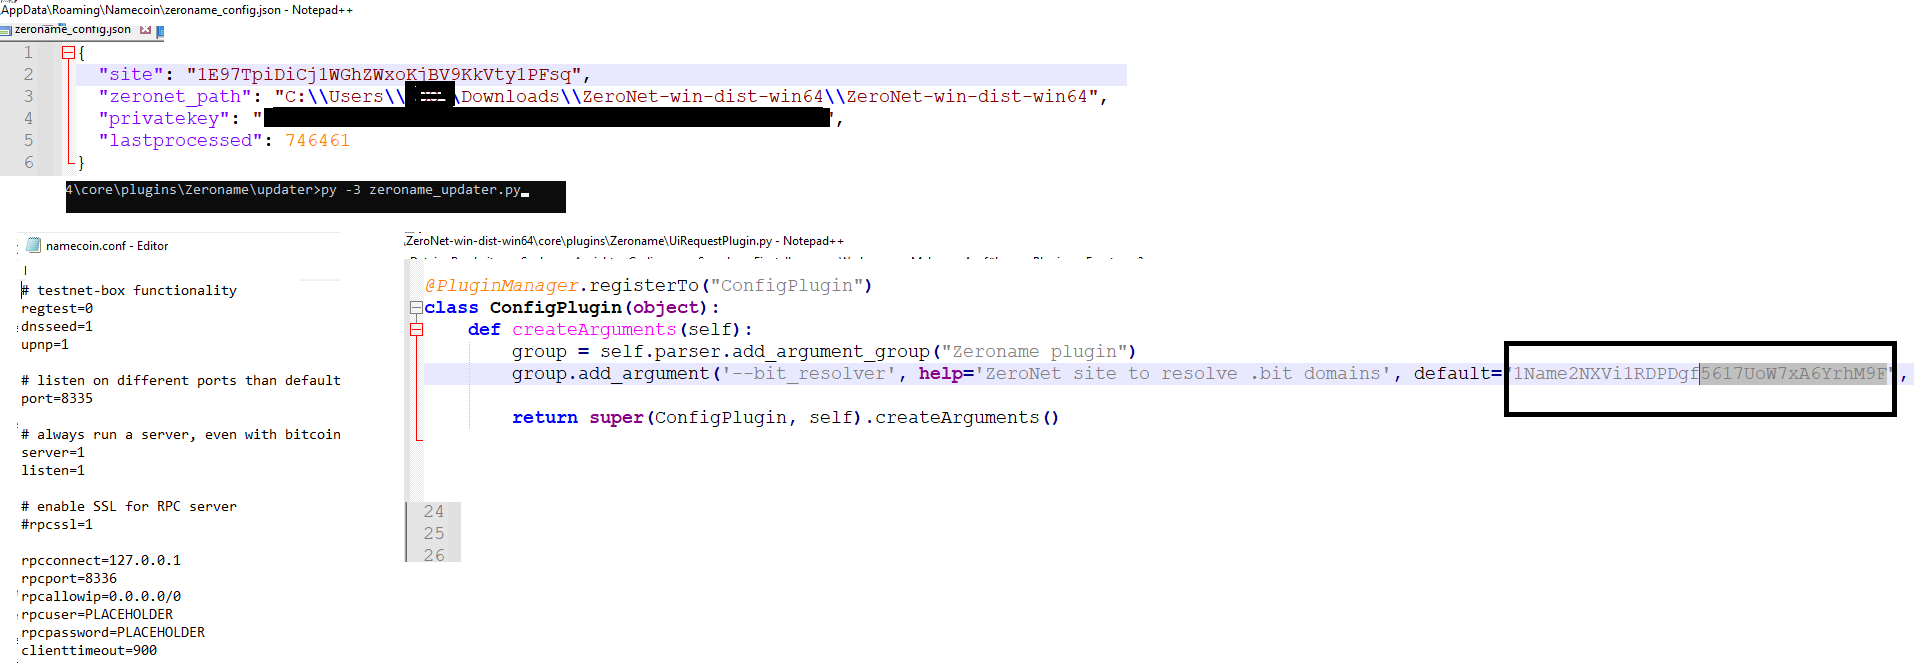 AppData\Roaming\Namecoin\zeroname_config.json - Notepad++
zeroname_config.json
1 {
2 "site": "1E97TpiDiCj1WGhZWxoKjBV9KkVty1PFsq",
3 "zeronet_path": "C:\\Users\\ \Downloads\\ZeroNet-win-dist-win64\\ZeroNet-win-dist-win64",
4 "privatekey": " ",
5 "lastprocessed": 746461
6 }
4\core\plugins\Zeroname\updater>py -3 zeroname_updater.py
namecoin.conf - Editor
# testnet-box functionality
regtest=0
dnsseed=1
upnp=1
# listen on different ports than default
port=8335
# always run a server, even with bitcoin
server=1
listen=1
# enable SSL for RPC server
#rpcssl=1
rpcconnect=127.0.0.1
rpcport=8336
rpcallowip=0.0.0.0/0
rpcuser=PLACEHOLDER
rpcpassword=PLACEHOLDER
clienttimeout=900
\ZeroNet-win-dist-win64\core\plugins\Zeroname\UiRequestPlugin.py - Notepad++
@PluginManager.registerTo("ConfigPlugin")
class ConfigPlugin(object):
def createArguments(self):
group = self.parser.add_argument_group("Zeroname plugin")
group.add_argument('--bit_resolver', help='ZeroNet site to resolve .bit domains', default="1Name2NXVi1RDPDgf5617UoW7xA6YrhM9F",
return super(ConfigPlugin, self).createArguments()
24
25
26